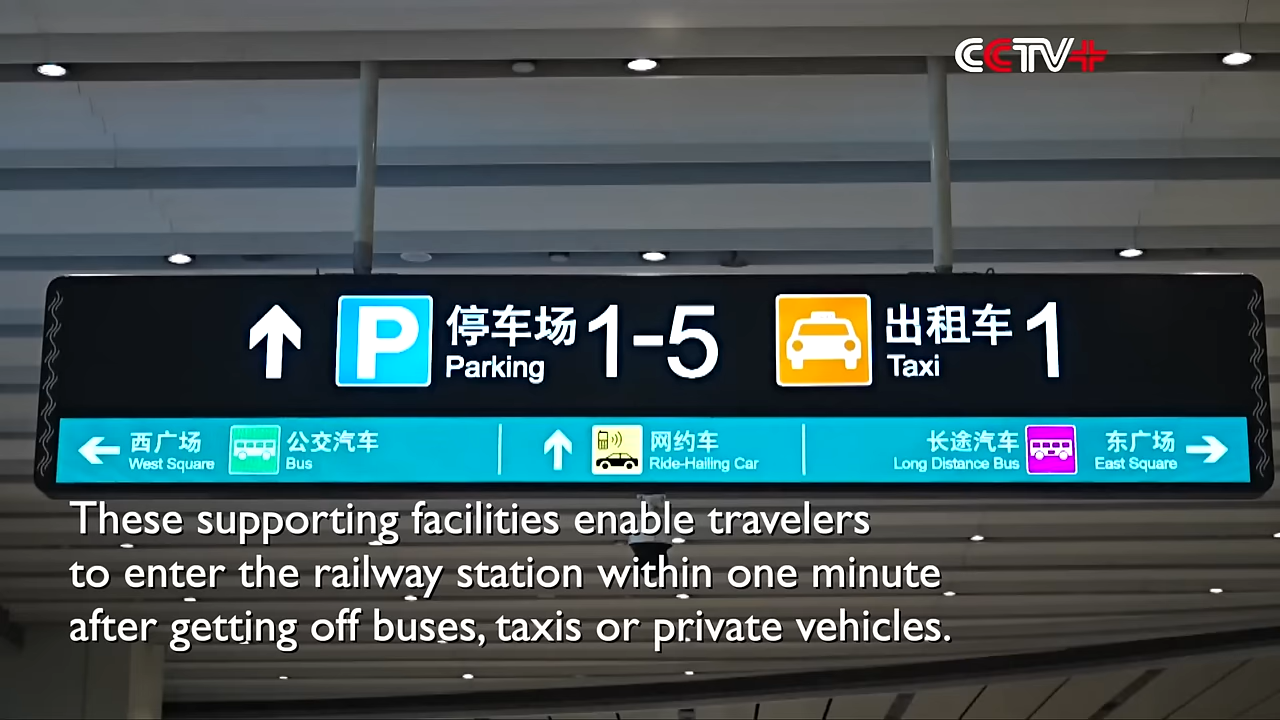 CCTV+
P 停车场 1-5 出租车 1
Parking Taxi
西广场 公交汽车 网约车 长途汽车 东广场
West Square Bus Ride-Hailing Car Long Distance Bus East Square
These supporting facilities enable travelers
to enter the railway station within one minute
after getting off buses, taxis or private vehicles.